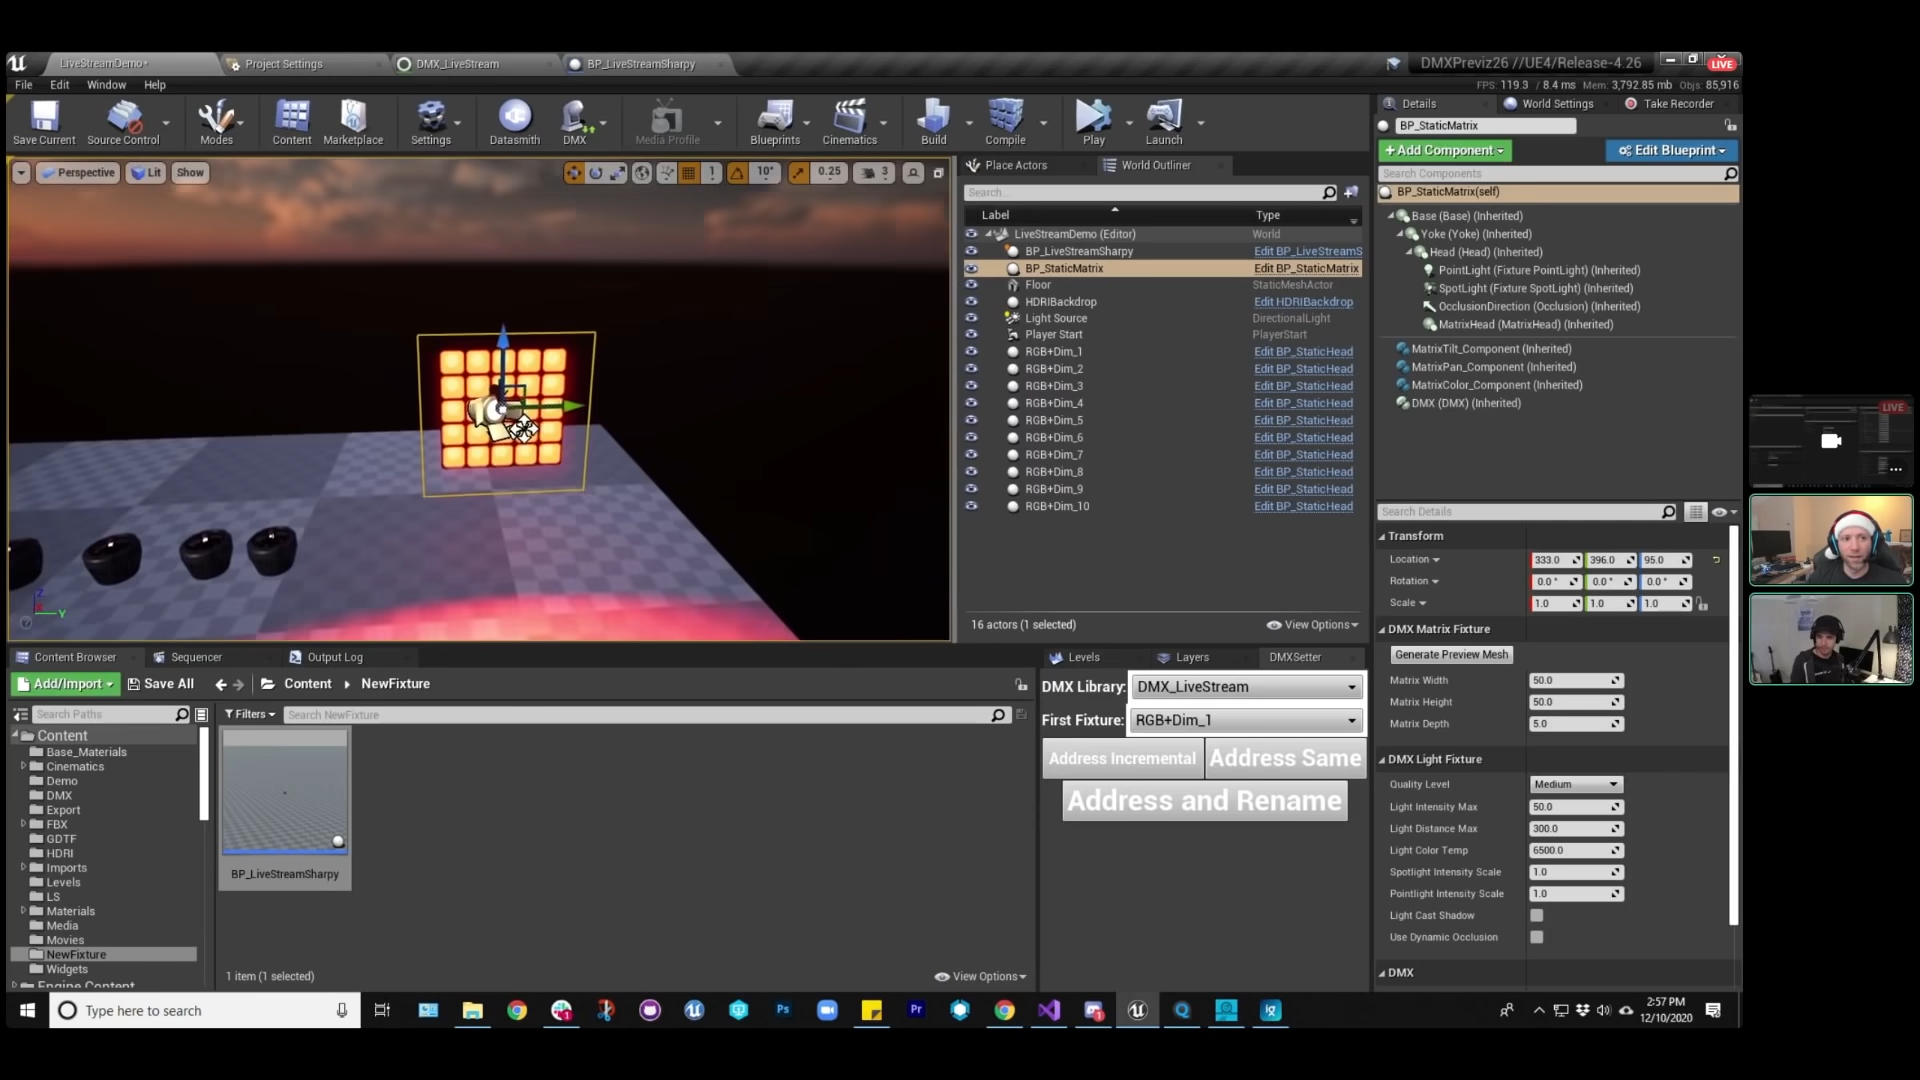 LiveStreamDemo*
Project Settings
DMX_LiveStream
BP_LiveStreamSharpy
DMXPreviz26 //UE4/Release-4.26
LIVE
File Edit Window Help
FPS: 119.3 / 8.4 ms Mem: 3,792.85 mb Objs: 85,916
Save Current
Source Control
Modes
Content
Marketplace
Settings
Datasmith
DMX
Media Profile
Blueprints
Cinematics
Build
Compile
Play
Launch
Perspective
Lit
Show
1
10°
0.25
3
Z
Y
Place Actors
World Outliner
Search...
Label Type
LiveStreamDemo (Editor) World
BP_LiveStreamSharpy Edit BP_LiveStreamS
BP_StaticMatrix Edit BP_StaticMatrix
Floor StaticMeshActor
HDRIBackdrop Edit HDRIBackdrop
Light Source DirectionalLight
Player Start PlayerStart
RGB+Dim_1 Edit BP_StaticHead
RGB+Dim_2 Edit BP_StaticHead
RGB+Dim_3 Edit BP_StaticHead
RGB+Dim_4 Edit BP_StaticHead
RGB+Dim_5 Edit BP_StaticHead
RGB+Dim_6 Edit BP_StaticHead
RGB+Dim_7 Edit BP_StaticHead
RGB+Dim_8 Edit BP_StaticHead
RGB+Dim_9 Edit BP_StaticHead
RGB+Dim_10 Edit BP_StaticHead
16 actors (1 selected)
View Options
Details
World Settings
Take Recorder
BP_StaticMatrix
+Add Component
Edit Blueprint
Search Components
BP_StaticMatrix(self)
Base (Base) (Inherited)
Yoke (Yoke) (Inherited)
Head (Head) (Inherited)
PointLight (Fixture PointLight) (Inherited)
SpotLight (Fixture SpotLight) (Inherited)
OcclusionDirection (Occlusion) (Inherited)
MatrixHead (MatrixHead) (Inherited)
MatrixTilt_Component (Inherited)
MatrixPan_Component (Inherited)
MatrixColor_Component (Inherited)
DMX (DMX) (Inherited)
Search Details
Transform
Location 333.0 396.0 95.0
Rotation 0.0 ° 0.0 ° 0.0 °
Scale 1.0 1.0 1.0
DMX Matrix Fixture
Generate Preview Mesh
Matrix Width 50.0
Matrix Height 50.0
Matrix Depth 5.0
DMX Light Fixture
Quality Level Medium
Light Intensity Max 50.0
Light Distance Max 300.0
Light Color Temp 6500.0
Spotlight Intensity Scale 1.0
Pointlight Intensity Scale 1.0
Light Cast Shadow
Use Dynamic Occlusion
DMX
Content Browser
Sequencer
Output Log
Add/Import
Save All
Content
NewFixture
Search Paths
Filters
Search NewFixture
Content
Base_Materials
Cinematics
Demo
DMX
Export
FBX
GDTF
HDRI
Imports
Levels
LS
Materials
Media
Movies
NewFixture
Widgets
Engine Content
BP_LiveStreamSharpy
1 item (1 selected)
View Options
Levels
Layers
DMXSetter
DMX Library: DMX_LiveStream
First Fixture: RGB+Dim_1
Address Incremental
Address Same
Address and Rename
LIVE
Type here to search
Ps
Pr
2:57 PM
12/10/2020